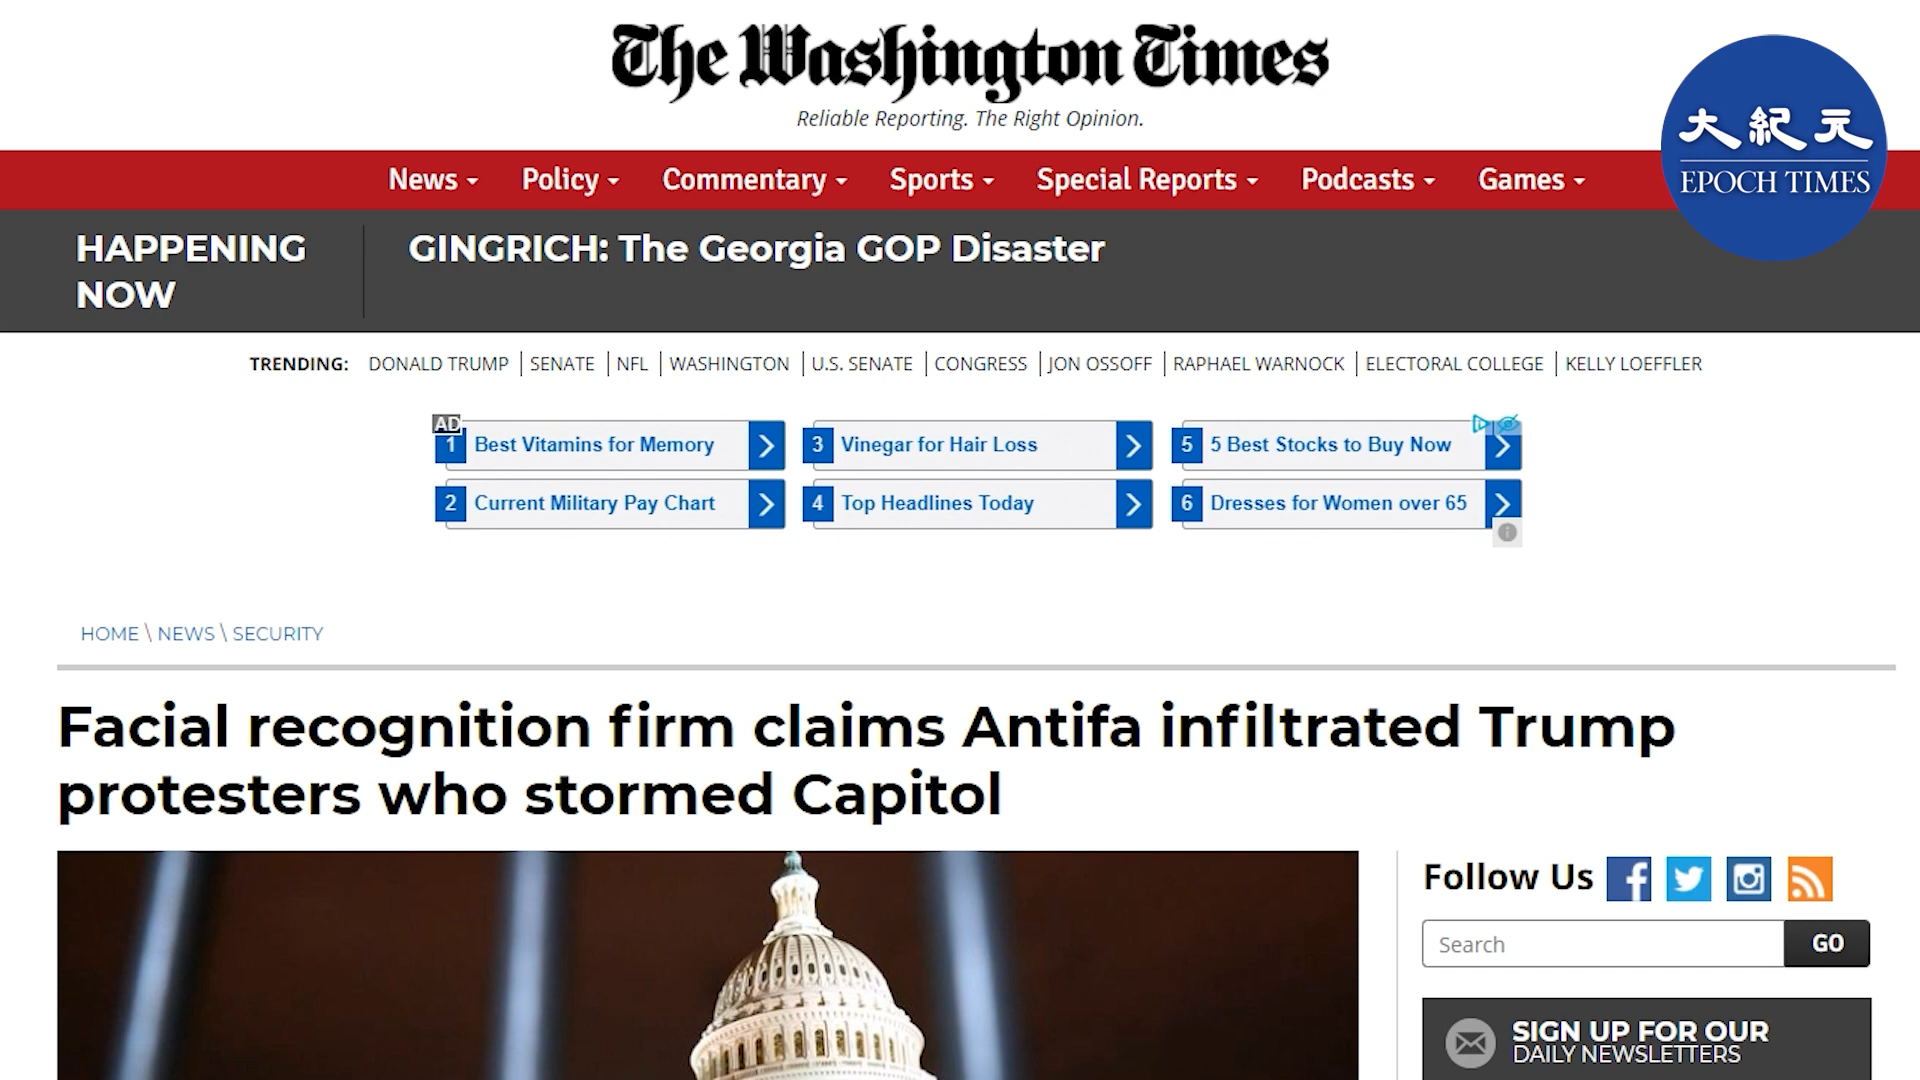 The Washington Times
Reliable Reporting. The Right Opinion.
大紀元
EPOCH TIMES
News Policy Commentary Sports Special Reports Podcasts Games
HAPPENING
NOW
GINGRICH: The Georgia GOP Disaster
TRENDING: DONALD TRUMP SENATE NFL WASHINGTON U.S. SENATE CONGRESS JON OSSOFF RAPHAEL WARNOCK ELECTORAL COLLEGE KELLY LOEFFLER
AD
1 Best Vitamins for Memory
3 Vinegar for Hair Loss
5 5 Best Stocks to Buy Now
2 Current Military Pay Chart
4 Top Headlines Today
6 Dresses for Women over 65
HOME \ NEWS \ SECURITY
Facial recognition firm claims Antifa infiltrated Trump
protesters who stormed Capitol
Follow Us
Search
GO
SIGN UP FOR OUR
DAILY NEWSLETTERS